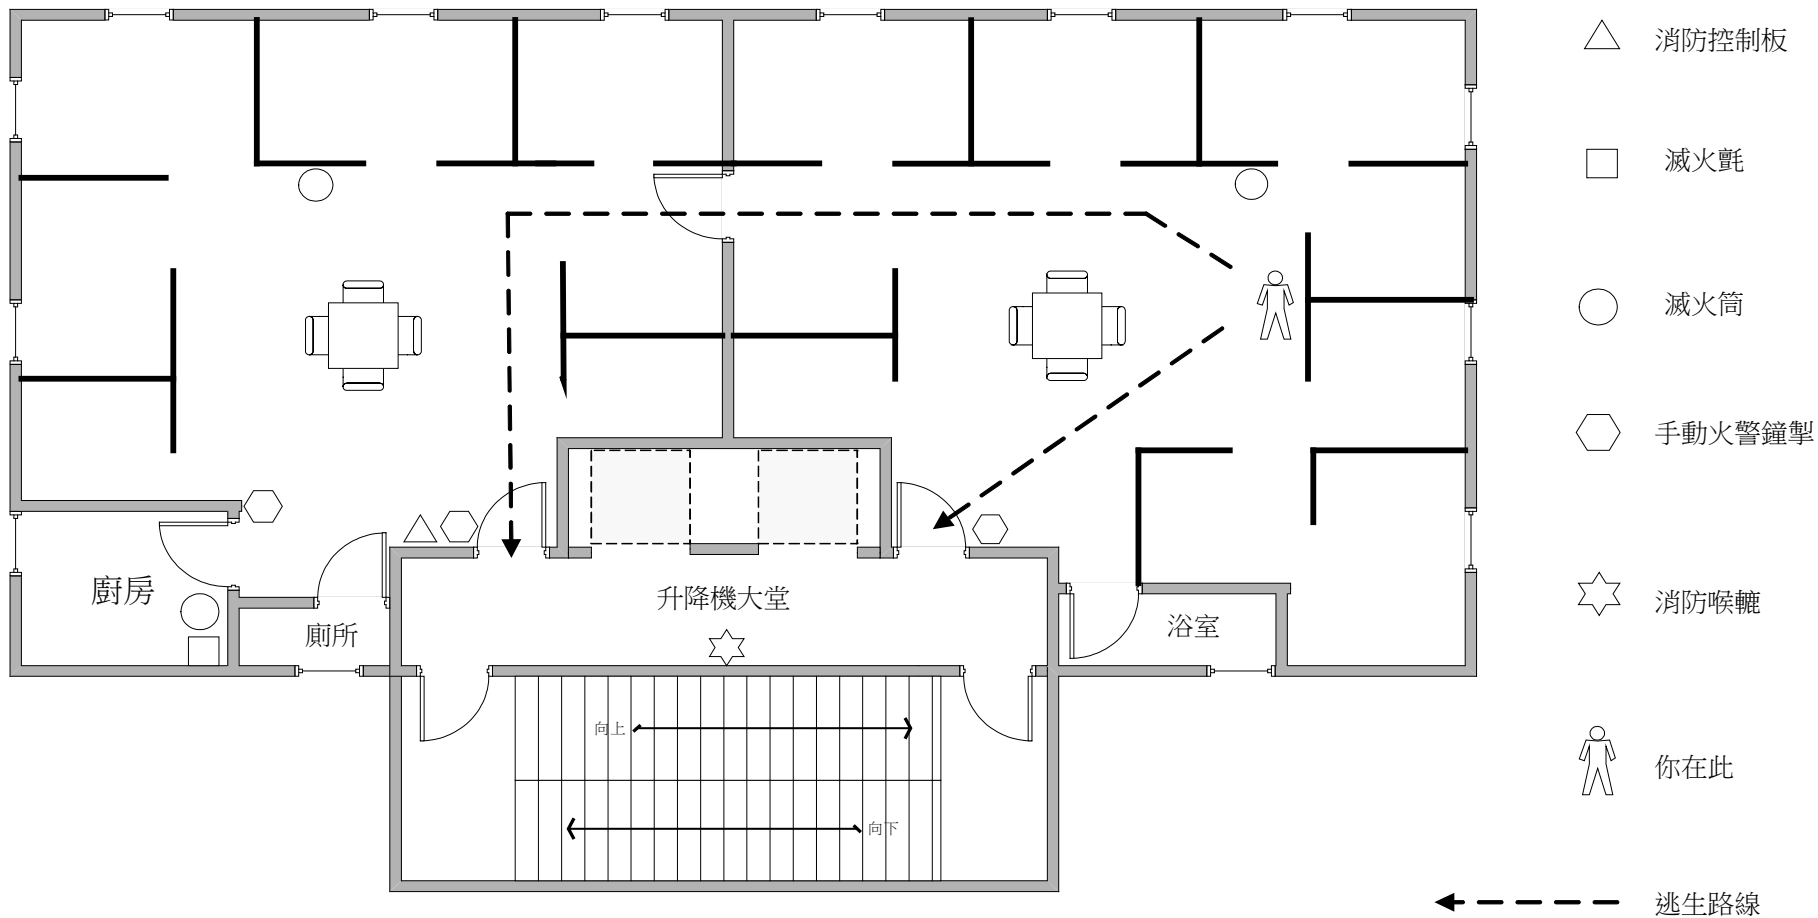 消防控制板
滅火氈
滅火筒
手動火警鐘掣
消防喉轆
你在此
逃生路線
廚房
廁所
升降機大堂
浴室
向上
向下